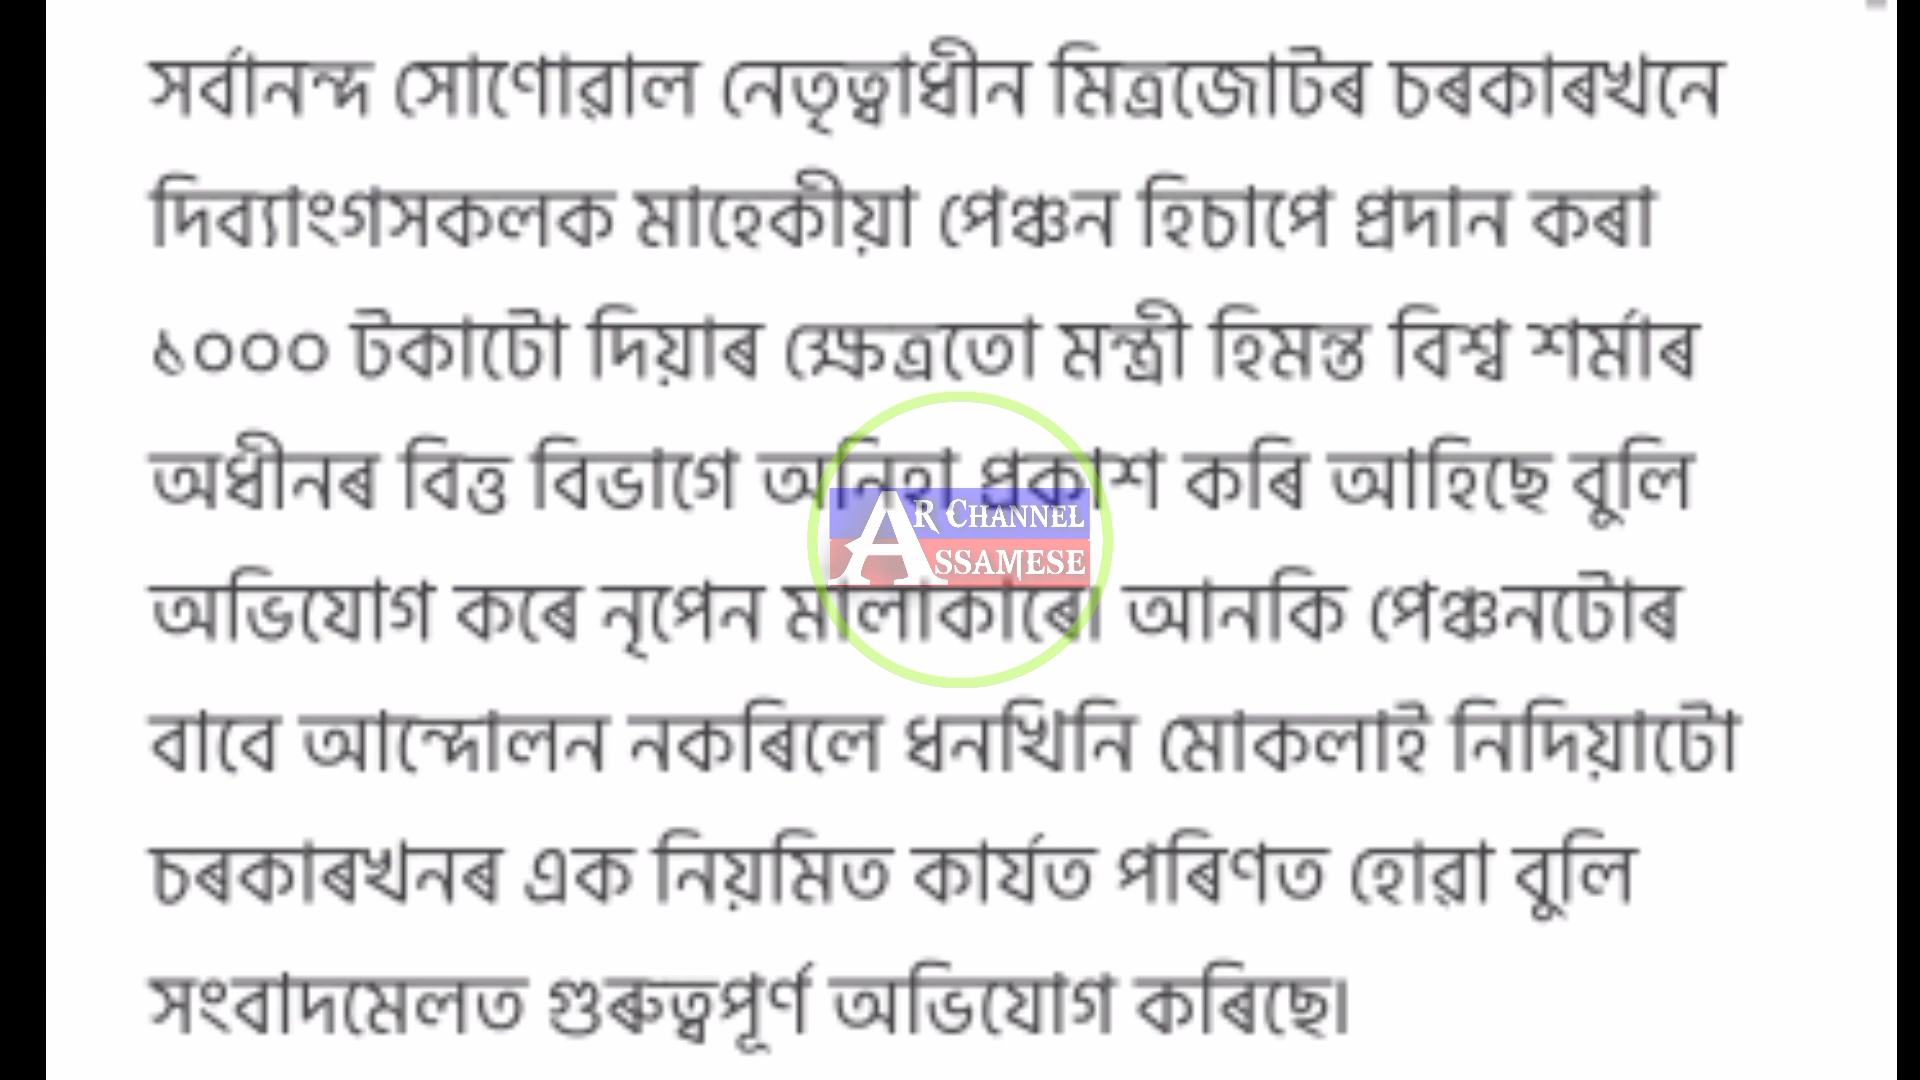 সৰ্বানন্দ সোণোৱাল নেতৃত্বাধীন মিত্ৰজোটৰ চৰকাৰখনে
দিব্যাংগসকলক মাহেকীয়া পেঞ্চন হিচাপে প্ৰদান কৰা
১০০০ টকাটো দিয়াৰ ক্ষেত্ৰতো মন্ত্ৰী হিমন্ত বিশ্ব শৰ্মাৰ
অধীনৰ বিত্ত বিভাগে অনিহা প্ৰকাশ কৰি আহিছে বুলি
AR CHANNEL
ASSAMESE
অভিযোগ কৰে নৃপেন মালাকাৰে। আনকি পেঞ্চনটোৰ
বাবে আন্দোলন নকৰিলে ধনখিনি মোকলাই নিদিয়াটো
চৰকাৰখনৰ এক নিয়মিত কাৰ্যত পৰিণত হোৱা বুলি
সংবাদমেলত গুৰুত্বপূৰ্ণ অভিযোগ কৰিছে।